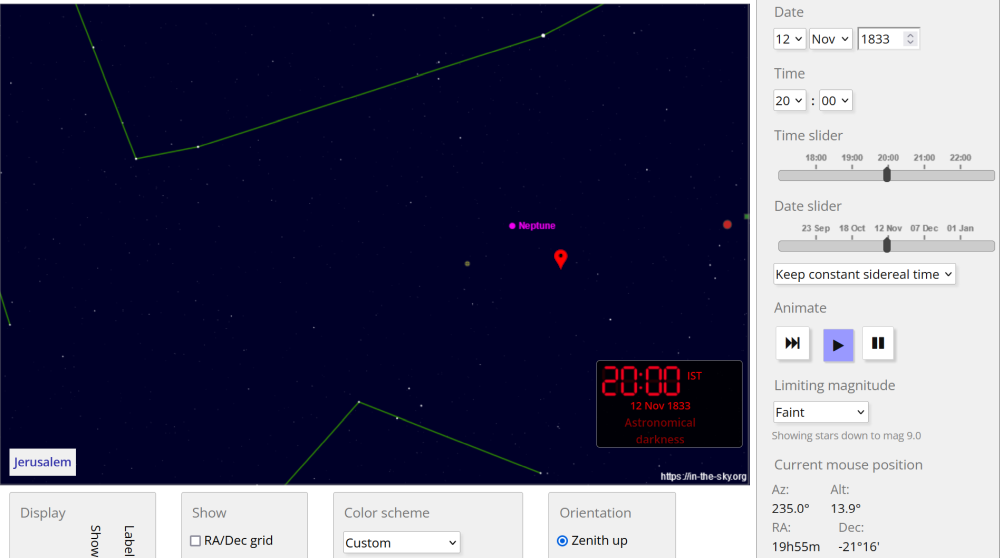 Date
12 Nov 1833
Time
20 : 00
Time slider
18:00 19:00 20:00 21:00 22:00
Date slider
23 Sep 18 Oct 12 Nov 07 Dec 01 Jan
Keep constant sidereal time
Animate
Limiting magnitude
Faint
Showing stars down to mag 9.0
Current mouse position
Az: Alt:
235.0° 13.9°
RA: Dec:
19h55m -21°16'
Neptune
20:00 IST
12 Nov 1833
Astronomical
darkness
Jerusalem
https://in-the-sky.org
Display
Show
Label
Show
RA/Dec grid
Color scheme
Custom
Orientation
Zenith up